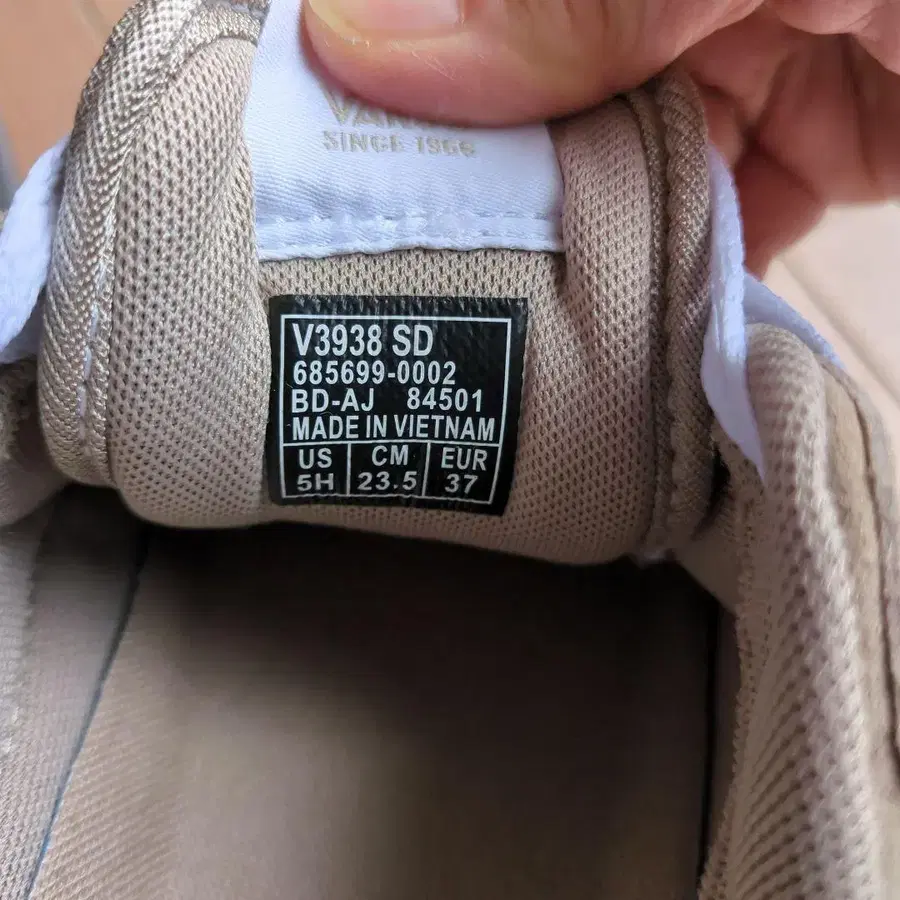 SINCE 1966
V3938 SD
685699-0002
BD-AJ 84501
MADE IN VIETNAM
US CM EUR
5H 23.5 37